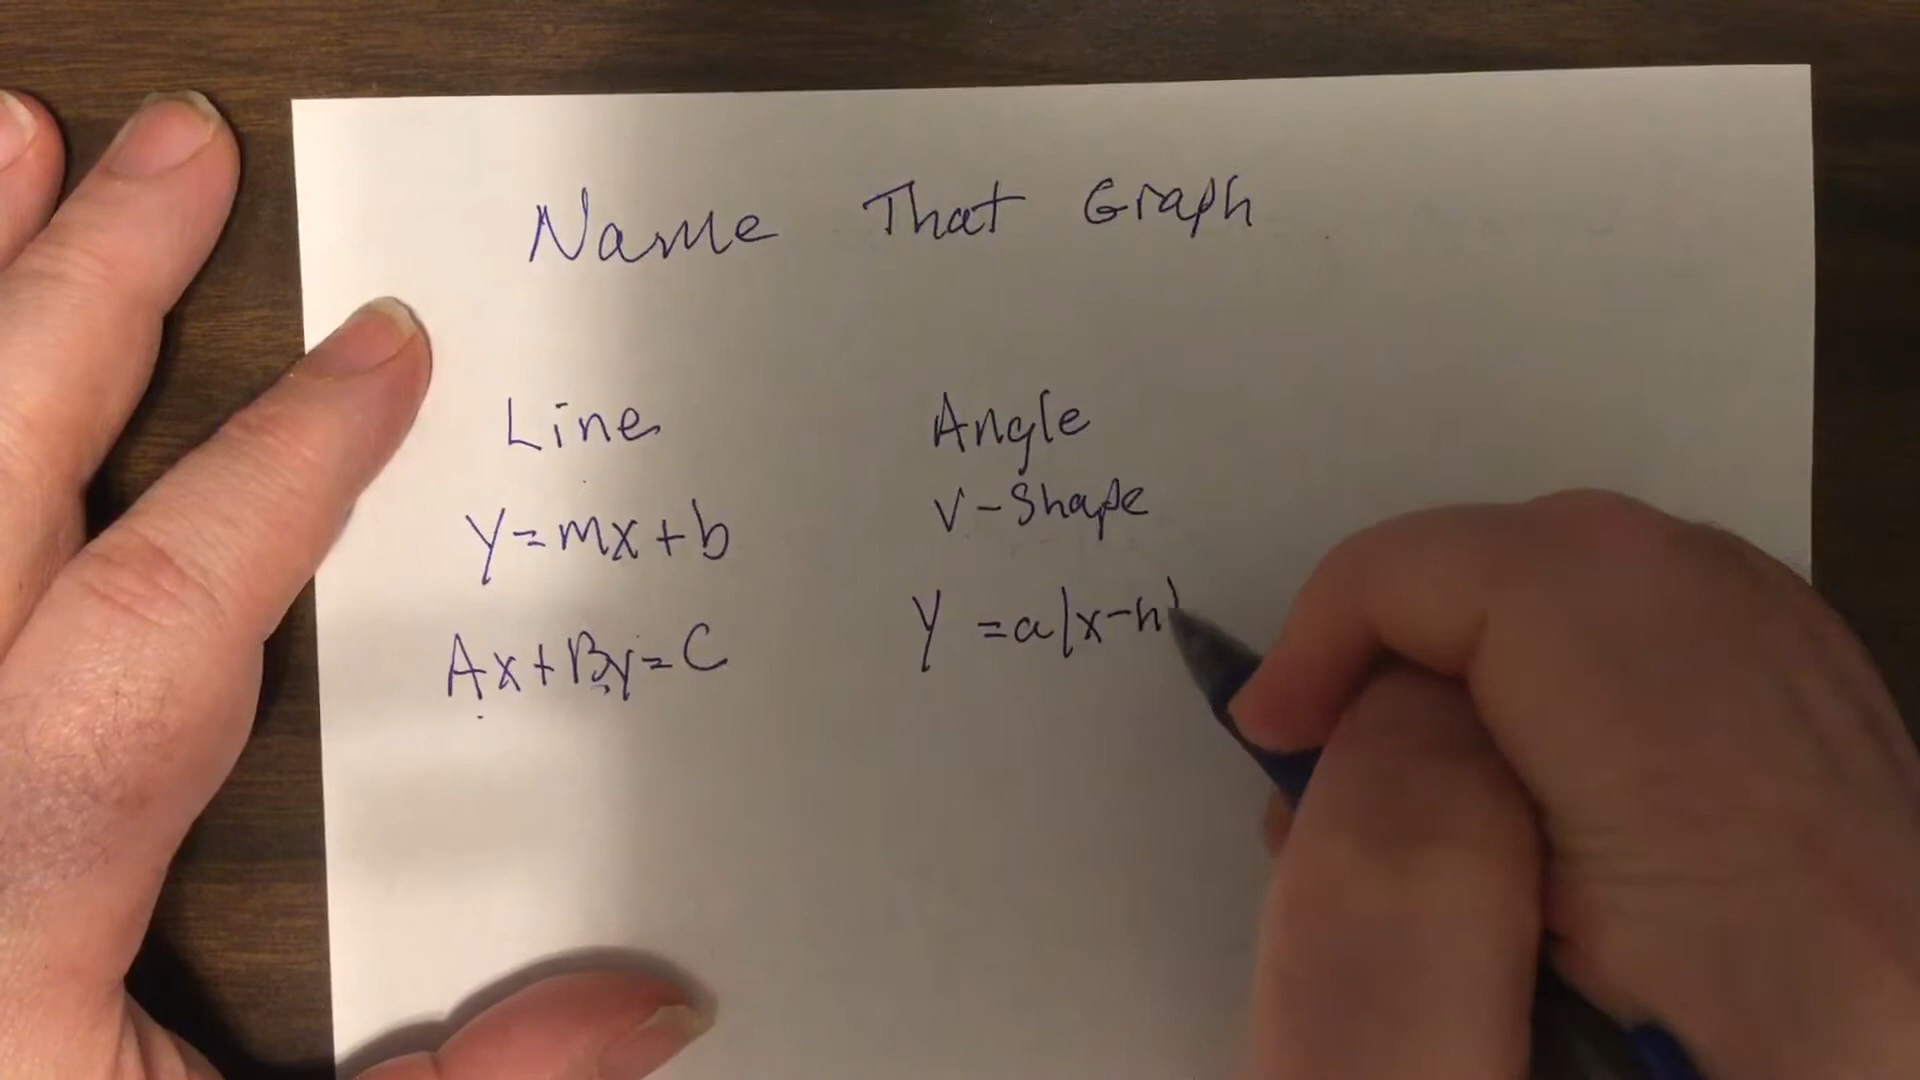 Name That Graph
Line
y=mx+b
Ax+By=C
Angle
V-Shape
y=a|x-h|